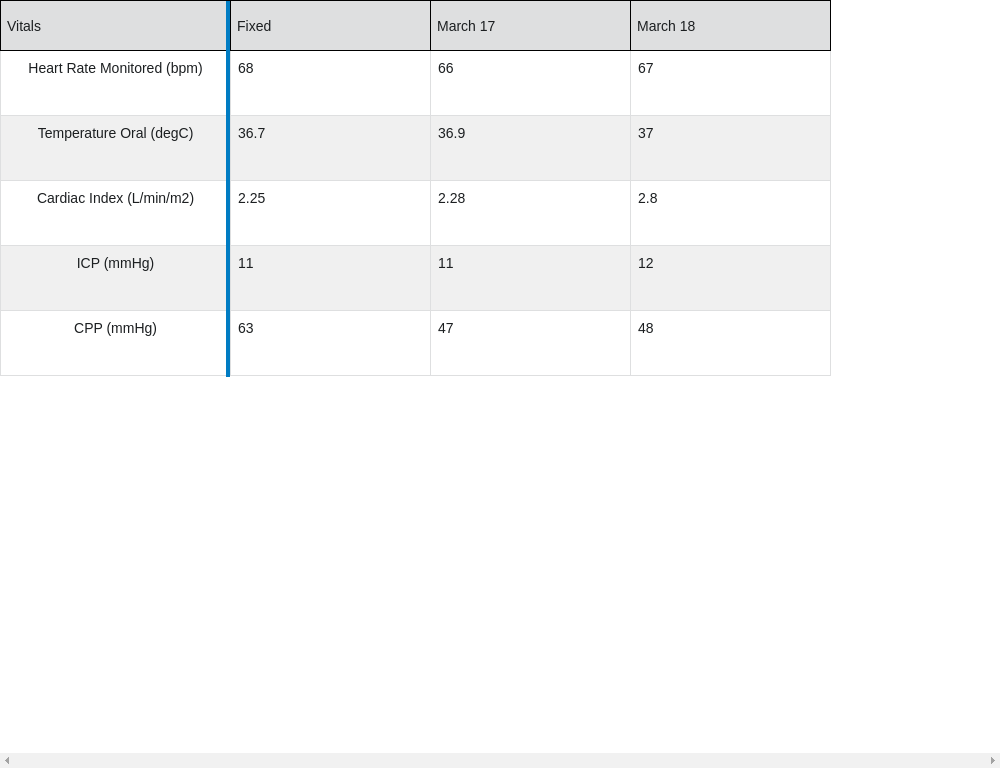 Vitals Fixed March 17 March 18
Heart Rate Monitored (bpm) 68 66 67
Temperature Oral (degC) 36.7 36.9 37
Cardiac Index (L/min/m2) 2.25 2.28 2.8
ICP (mmHg) 11 11 12
CPP (mmHg) 63 47 48